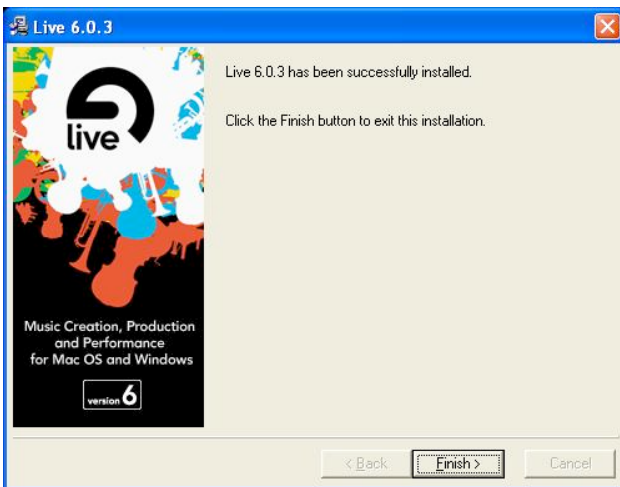 Live 6.0.3
live
Live 6.0.3 has been successfully installed.
Click the Finish button to exit this installation.
Music Creation, Production
and Performance
for Mac OS and Windows
version 6
< Back
Finish >
Cancel